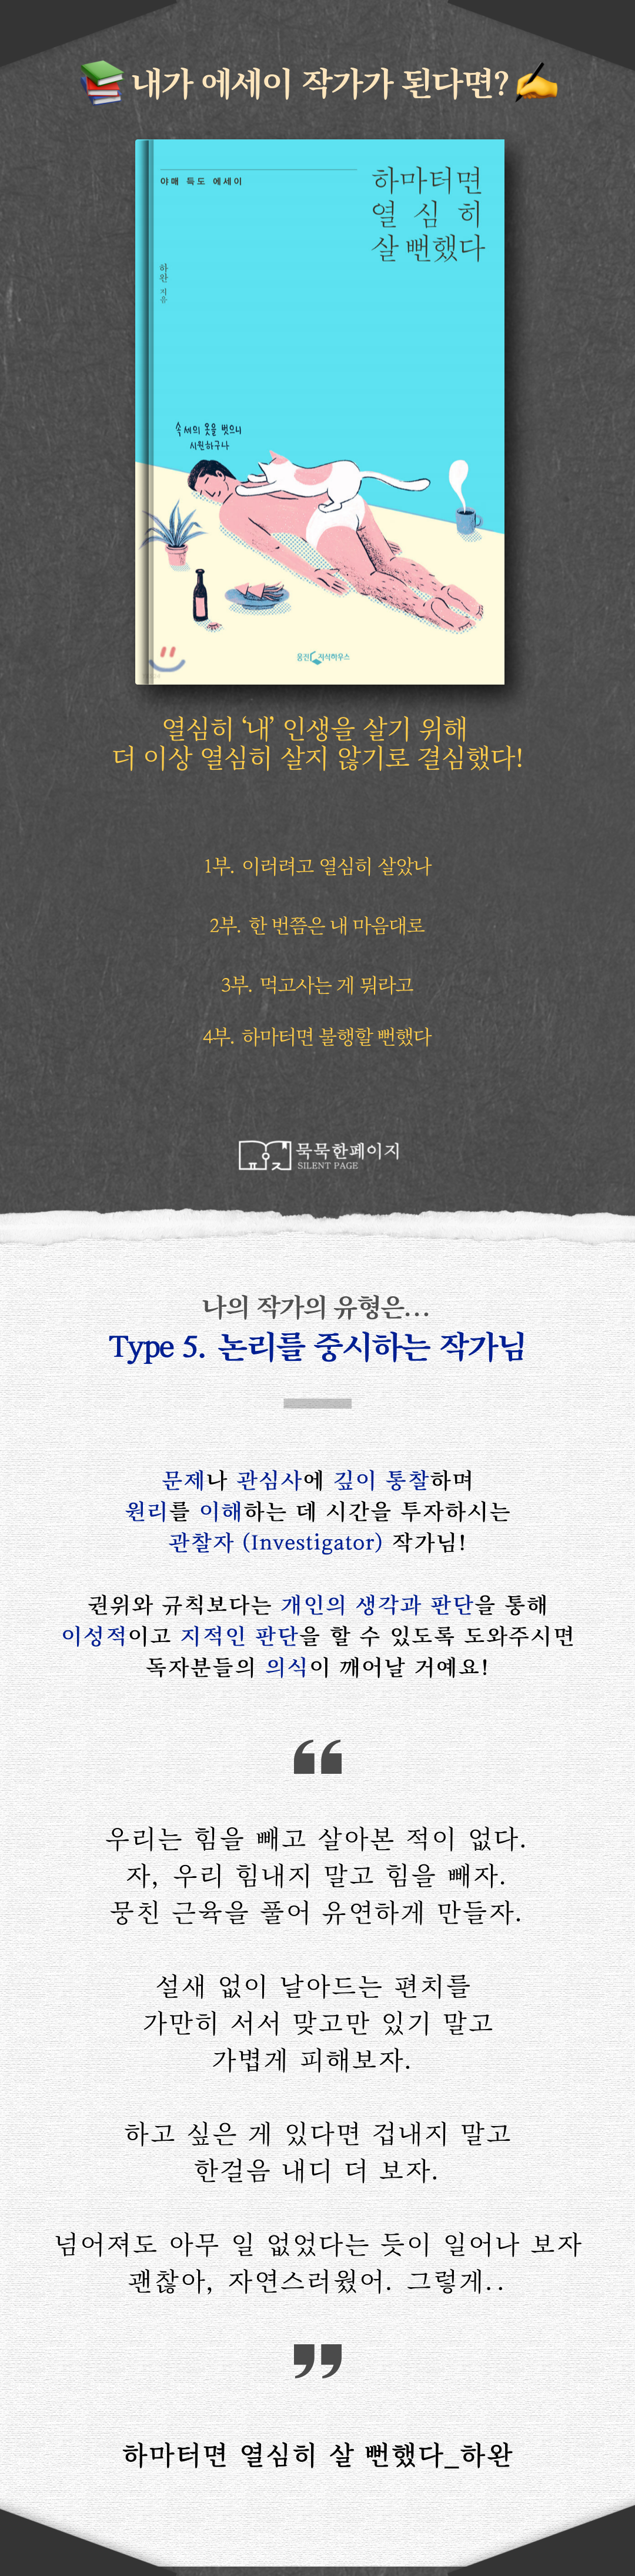 📚 내가 에세이 작가가 된다면? ✍️
야매 득도 에세이
하마터면
열 심 히
살 뻔했다
하완 지음
속세의 옷을 벗으니
시원하구나
웅진 지식하우스
열심히 ‘내’ 인생을 살기 위해
더 이상 열심히 살지 않기로 결심했다!
1부. 이러려고 열심히 살았나
2부. 한 번쯤은 내 마음대로
3부. 먹고사는 게 뭐라고
4부. 하마터면 불행할 뻔했다
묵묵한페이지
SILENT PAGE
나의 작가의 유형은...
Type 5. 논리를 중시하는 작가님
문제나 관심사에 깊이 통찰하며
원리를 이해하는 데 시간을 투자하시는
관찰자 (Investigator) 작가님!
권위와 규칙보다는 개인의 생각과 판단을 통해
이성적이고 지적인 판단을 할 수 있도록 도와주시면
독자분들의 의식이 깨어날 거예요!
“
우리는 힘을 빼고 살아본 적이 없다.
자, 우리 힘내지 말고 힘을 빼자.
뭉친 근육을 풀어 유연하게 만들자.
설새 없이 날아드는 펀치를
가만히 서서 맞고만 있기 말고
가볍게 피해보자.
하고 싶은 게 있다면 겁내지 말고
한걸음 내디 더 보자.
넘어져도 아무 일 없었다는 듯이 일어나 보자
괜찮아, 자연스러웠어. 그렇게..
”
하마터면 열심히 살 뻔했다_하완